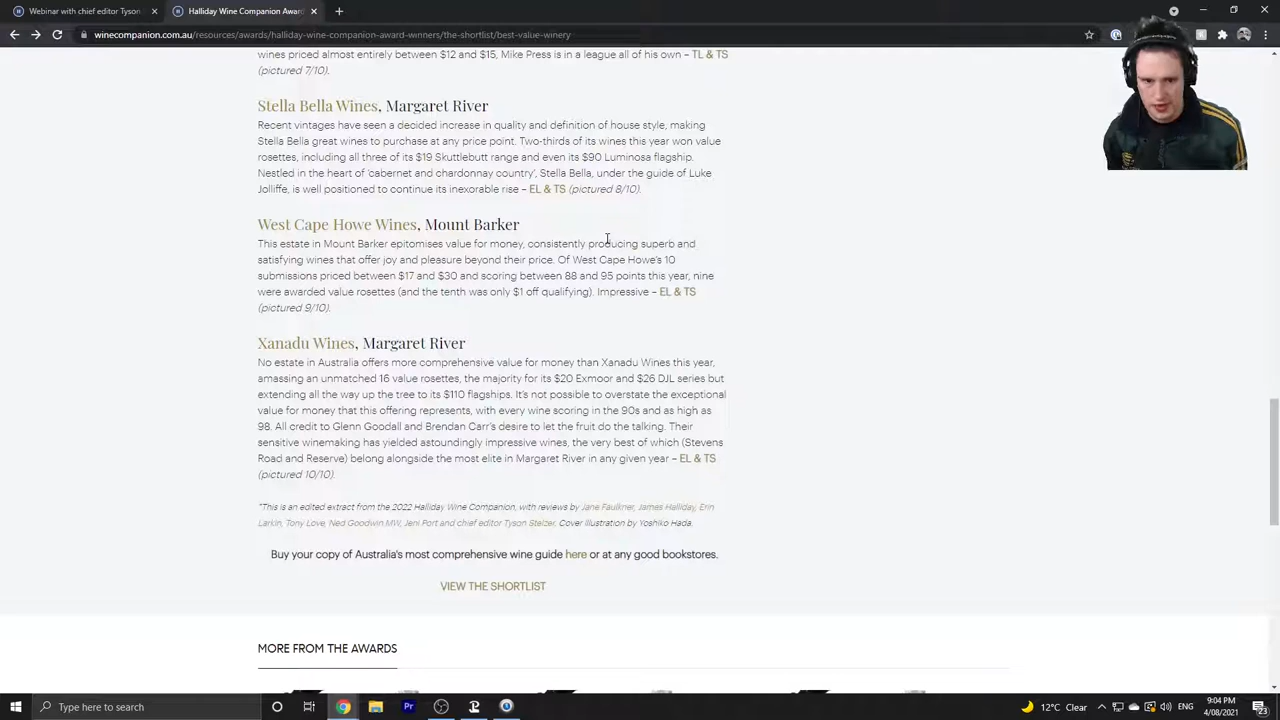 Webinar with chief editor Tyson
Halliday Wine Companion Award
winecompanion.com.au/resources/awards/halliday-wine-companion-award-winners/the-shortlist/best-value-winery
wines priced almost entirely between $12 and $15, Mike Press is in a league all of his own – TL & TS
(pictured 7/10).
Stella Bella Wines, Margaret River
Recent vintages have seen a decided increase in quality and definition of house style, making
Stella Bella great wines to purchase at any price point. Two-thirds of its wines this year won value
rosettes, including all three of its $19 Skuttlebutt range and even its $90 Luminosa flagship.
Nestled in the heart of 'cabernet and chardonnay country', Stella Bella, under the guide of Luke
Jolliffe, is well positioned to continue its inexorable rise – EL & TS (pictured 8/10).
West Cape Howe Wines, Mount Barker
This estate in Mount Barker epitomises value for money, consistently producing superb and
satisfying wines that offer joy and pleasure beyond their price. Of West Cape Howe's 10
submissions priced between $17 and $30 and scoring between 88 and 95 points this year, nine
were awarded value rosettes (and the tenth was only $1 off qualifying). Impressive – EL & TS
(pictured 9/10).
Xanadu Wines, Margaret River
No estate in Australia offers more comprehensive value for money than Xanadu Wines this year,
amassing an unmatched 16 value rosettes, the majority for its $20 Exmoor and $26 DJL series but
extending all the way up the tree to its $110 flagships. It's not possible to overstate the exceptional
value for money that this offering represents, with every wine scoring in the 90s and as high as
98. All credit to Glenn Goodall and Brendan Carr's desire to let the fruit do the talking. Their
sensitive winemaking has yielded astoundingly impressive wines, the very best of which (Stevens
Road and Reserve) belong alongside the most elite in Margaret River in any given year – EL & TS
(pictured 10/10).
*This is an edited extract from the 2022 Halliday Wine Companion, with reviews by Jane Faulkner, James Halliday, Erin
Larkin, Tony Love, Ned Goodwin MW, Jeni Port and chief editor Tyson Stelzer. Cover illustration by Yoshiko Hada.
Buy your copy of Australia's most comprehensive wine guide here or at any good bookstores.
VIEW THE SHORTLIST
MORE FROM THE AWARDS
Type here to search
Pr
12°C Clear
9:04 PM
4/08/2021
23